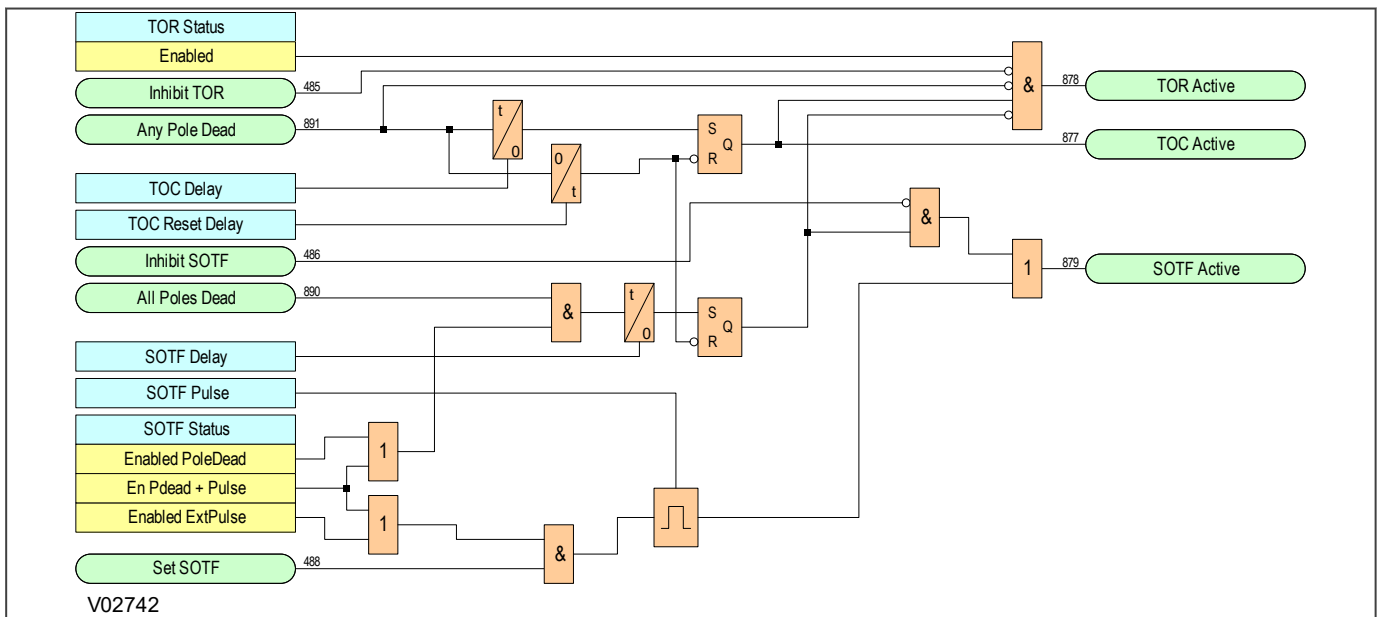 TOR Status
Enabled
Inhibit TOR 485
Any Pole Dead 891
TOC Delay
TOC Reset Delay
Inhibit SOTF 486
All Poles Dead 890
SOTF Delay
SOTF Pulse
SOTF Status
Enabled PoleDead
En Pdead + Pulse
Enabled ExtPulse
Set SOTF 488
t
0
0
t
S
Q
R
&
t
0
S
Q
R
1
1
&
&
878 TOR Active
877 TOC Active
&
1
879 SOTF Active
V02742